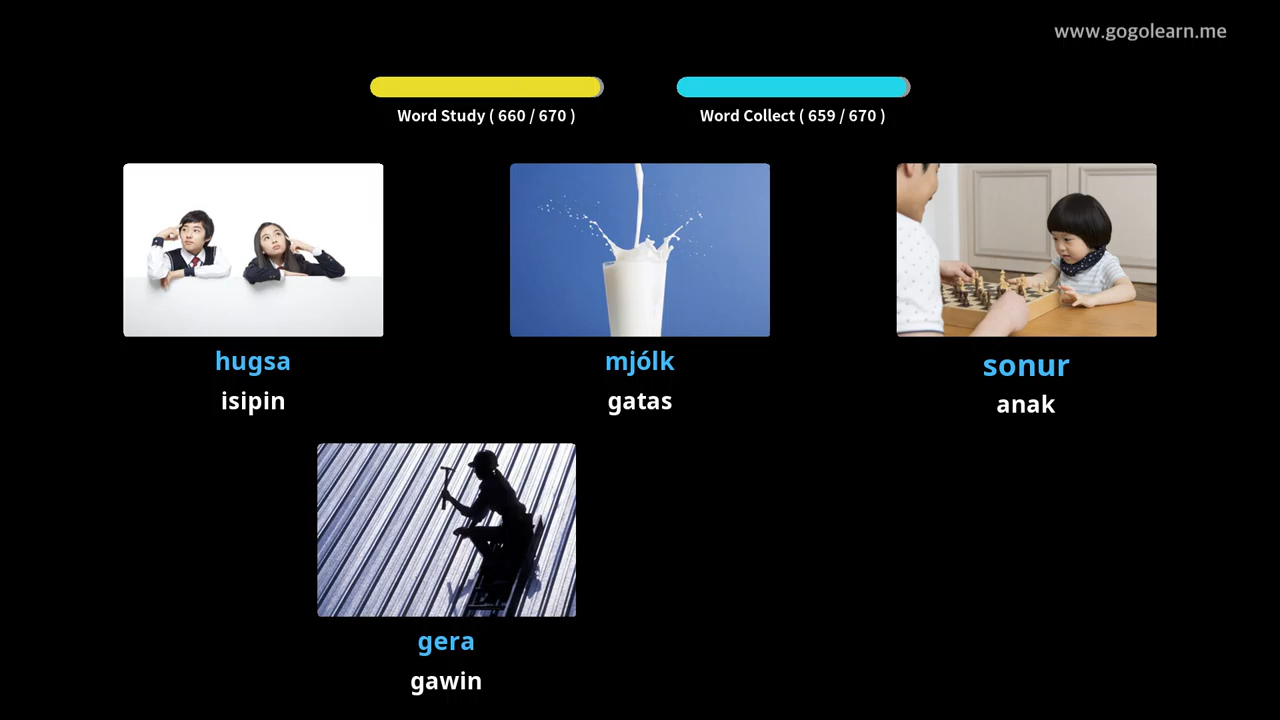 www.gogolearn.me
Word Study ( 660 / 670 )
Word Collect ( 659 / 670 )
hugsa
isipin
mjólk
gatas
sonur
anak
gera
gawin